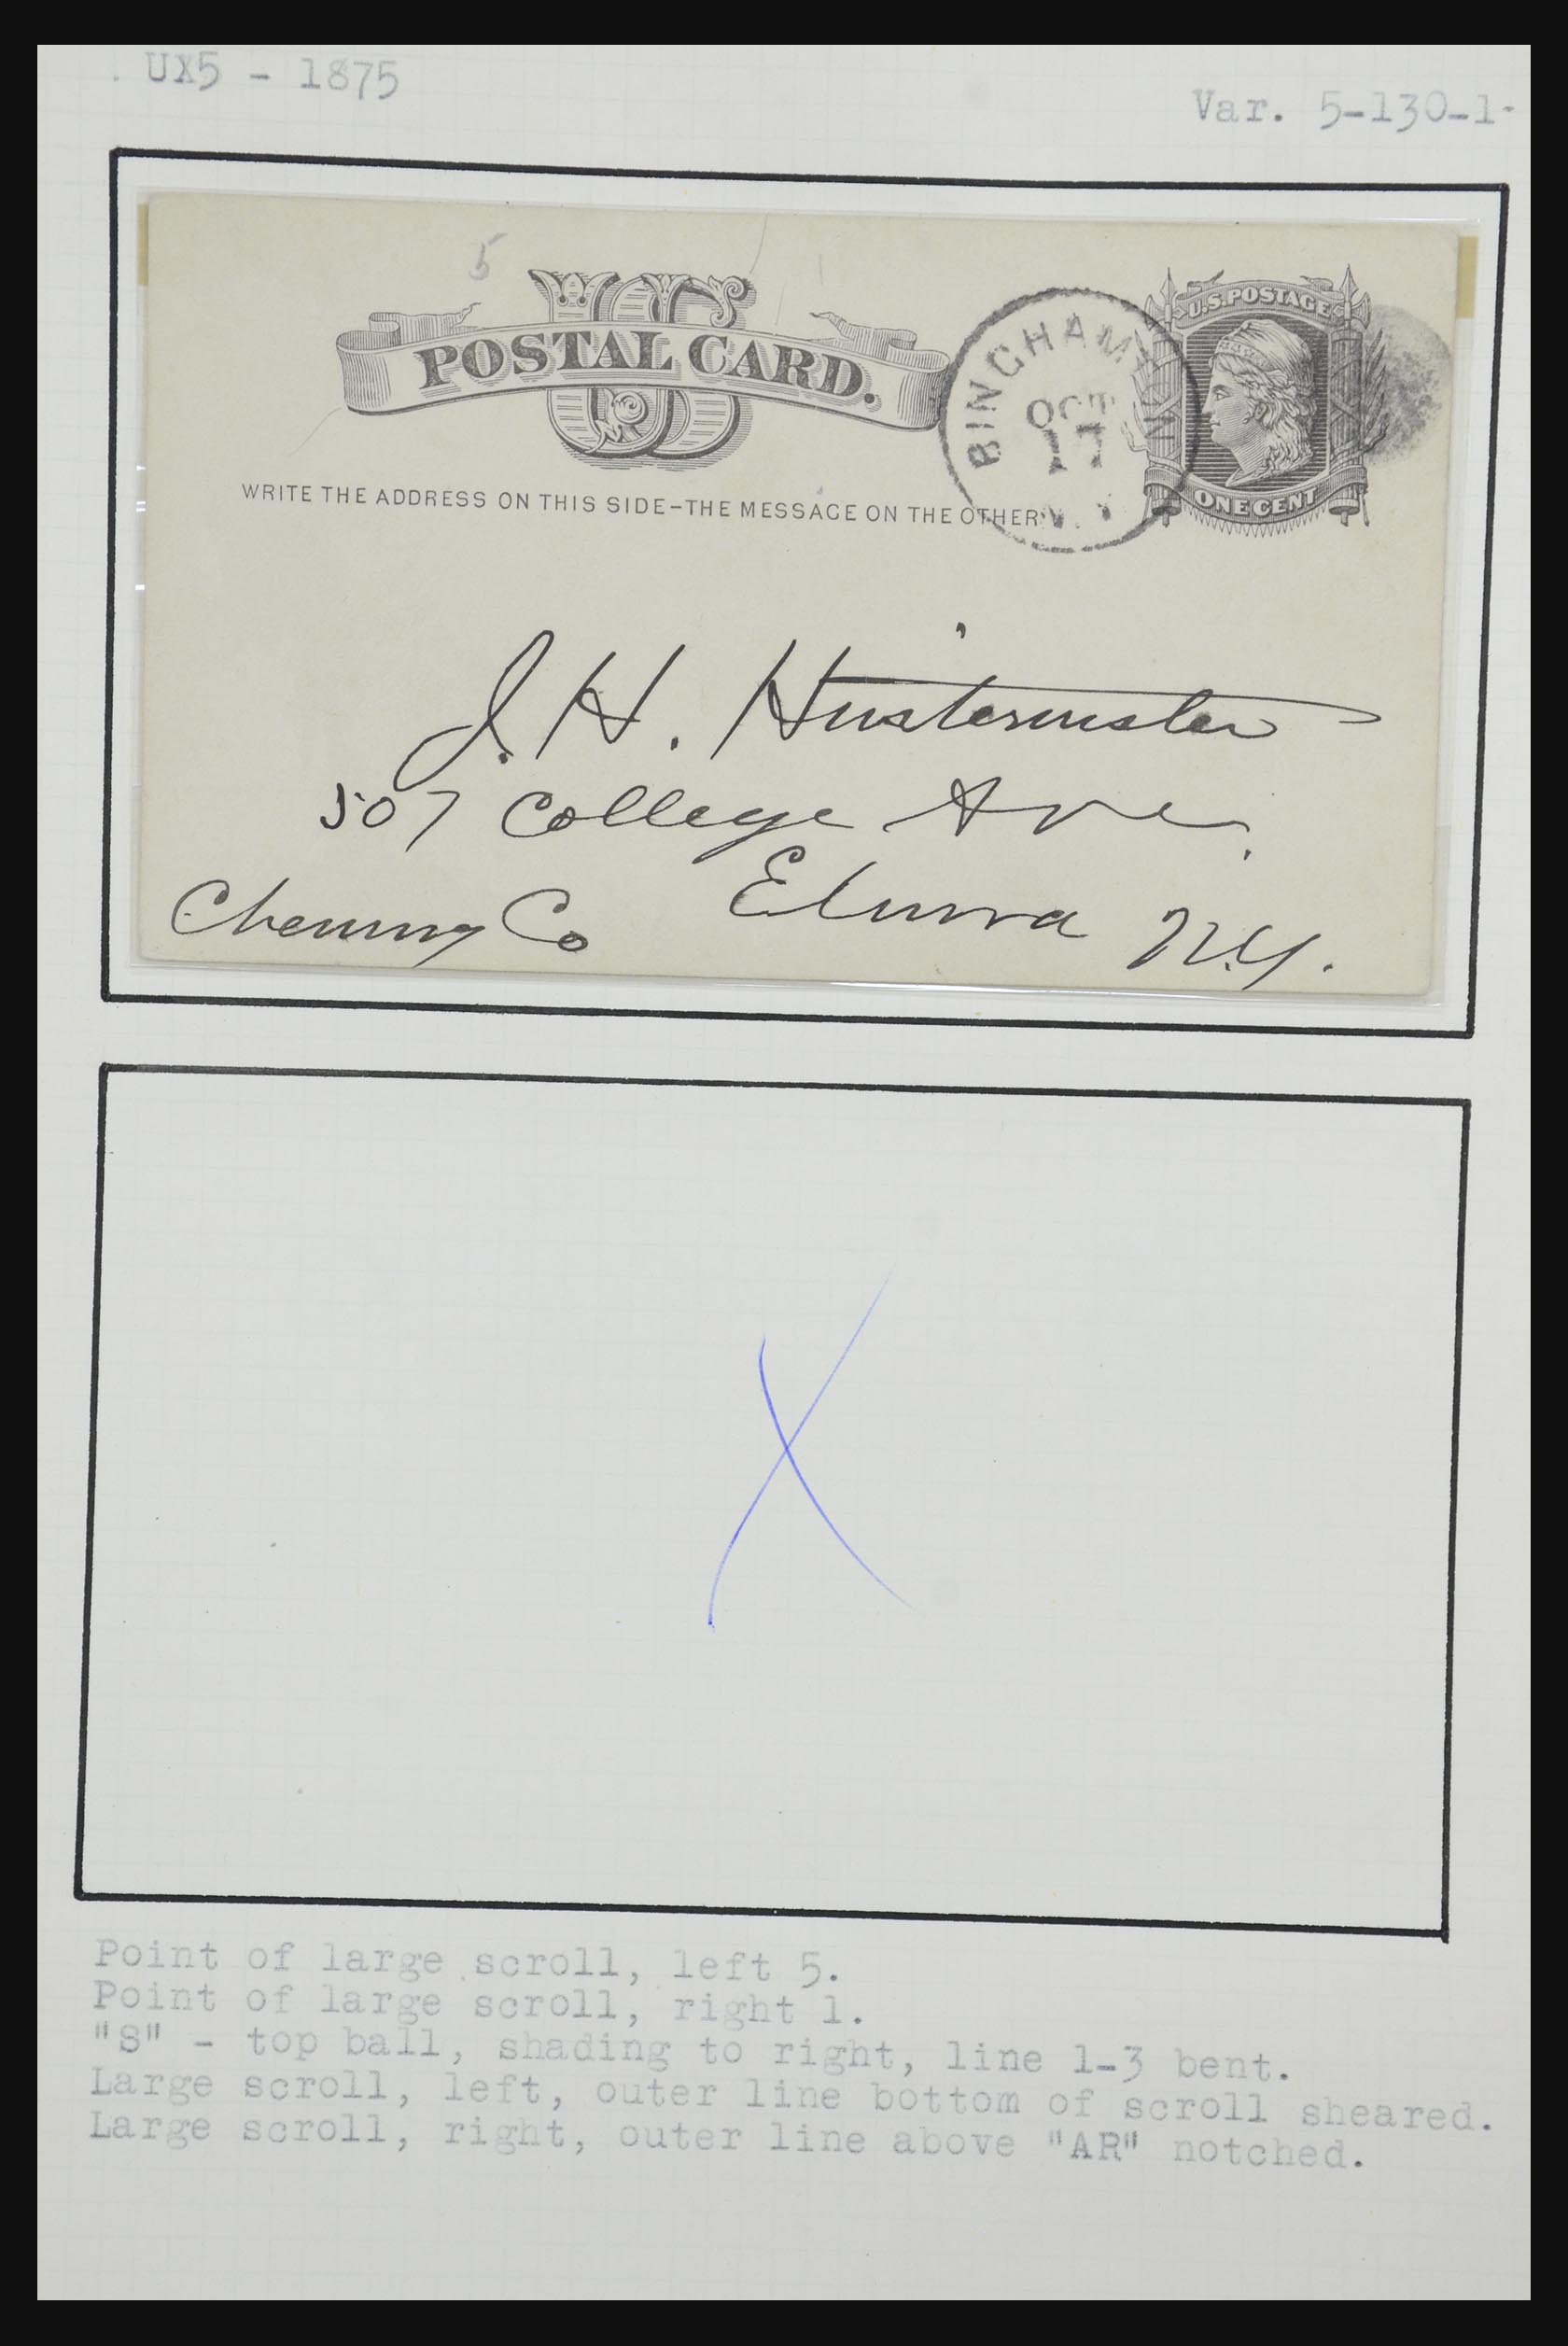 UX5 - 1875
Var. 5-130-1-
5
US
POSTAL CARD.
U.S. POSTAGE
ONE CENT
BINGHAMTON
OCT
17
N.Y.
WRITE THE ADDRESS ON THIS SIDE-THE MESSAGE ON THE OTHER
J. H.
507 College Ave.
Elmira N.Y.
Chemung Co
Point of large scroll, left 5.
Point of large scroll, right 1.
"S" - top ball, shading to right, line 1-3 bent.
Large scroll, left, outer line bottom of scroll sheared.
Large scroll, right, outer line above "AR" notched.